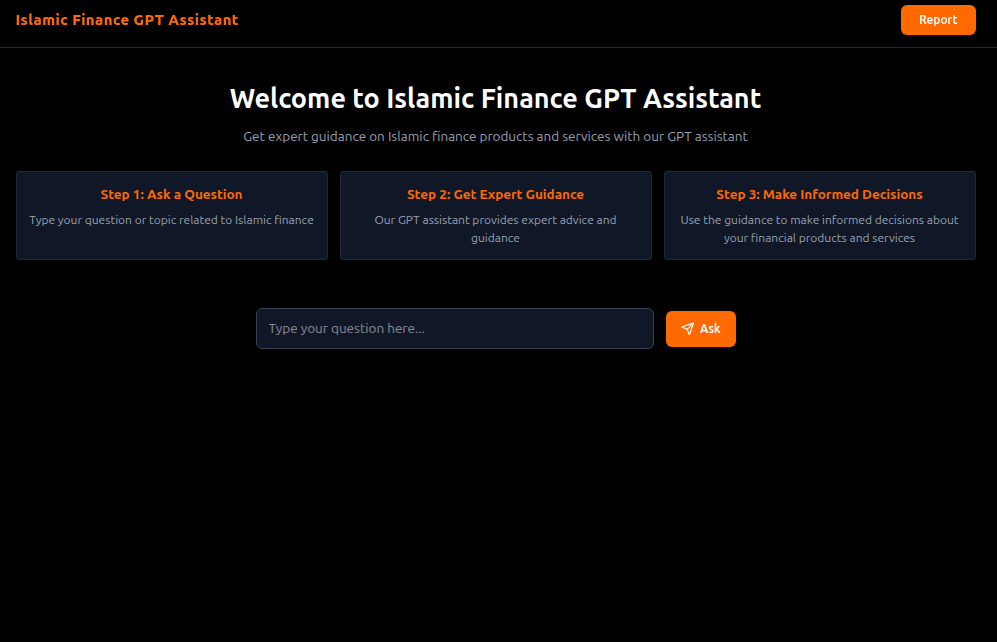 Islamic Finance GPT Assistant
Report
Welcome to Islamic Finance GPT Assistant
Get expert guidance on Islamic finance products and services with our GPT assistant
Step 1: Ask a Question
Type your question or topic related to Islamic finance
Step 2: Get Expert Guidance
Our GPT assistant provides expert advice and
guidance
Step 3: Make Informed Decisions
Use the guidance to make informed decisions about
your financial products and services
Type your question here...
Ask